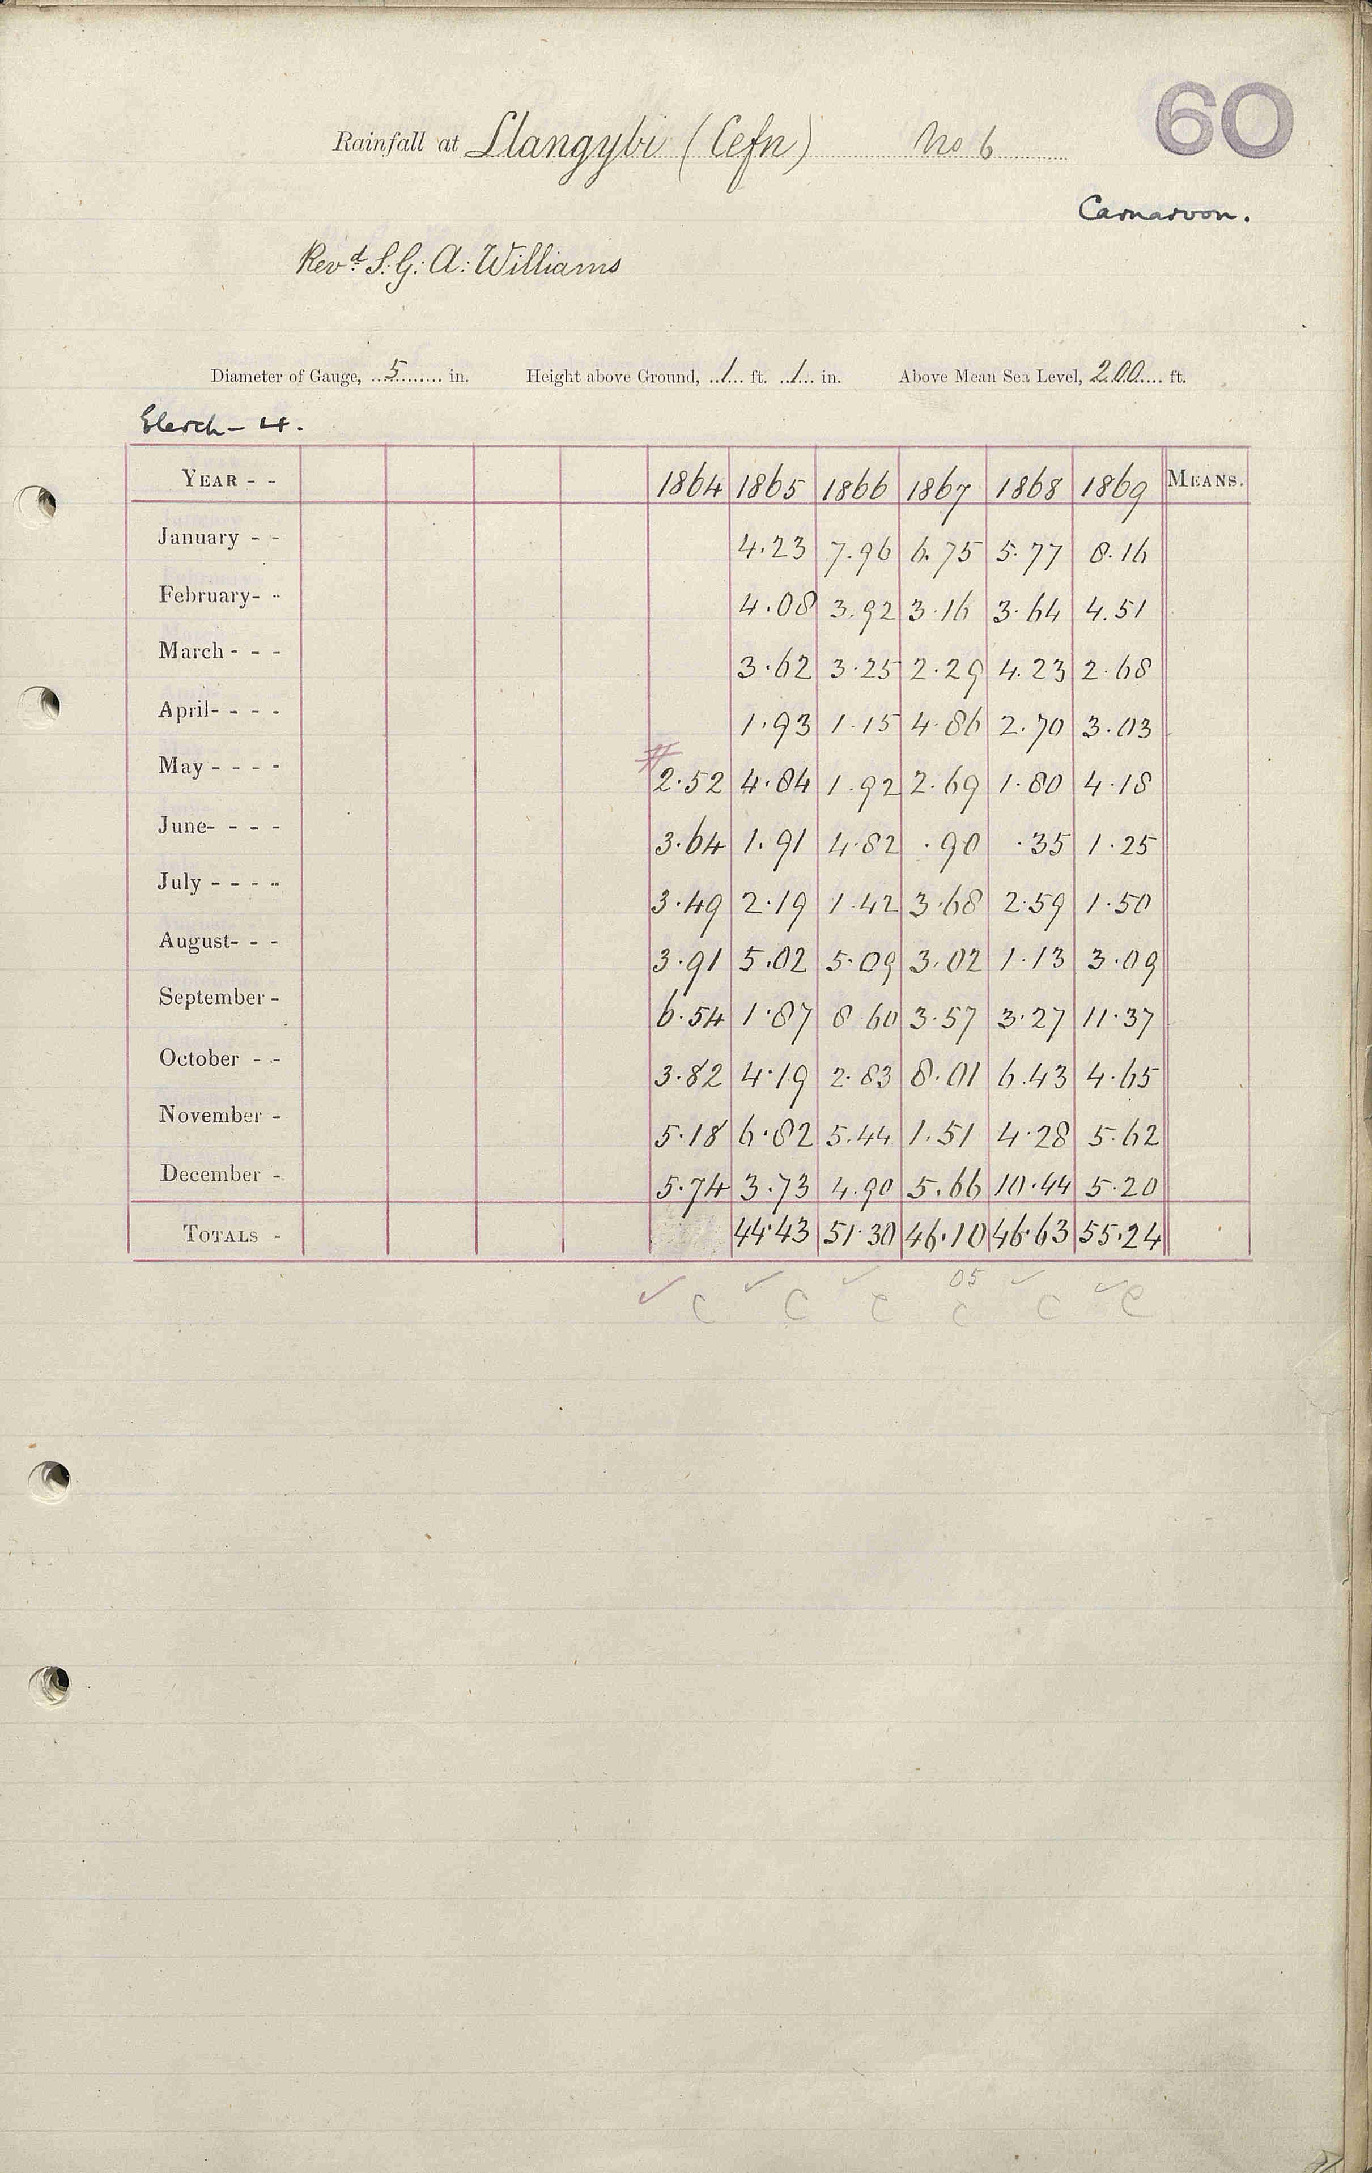 60
Rainfall at Llangybi (Cefn) No 6
Carnarvon.
Revd. S. G. A. Williams
Diameter of Gauge, 5 in. Height above Ground, 1 ft. 1 in. Above Mean Sea Level, 200 ft.
YEAR - - 1864 1865 1866 1867 1868 1869 MEANS.
January - - 4.23 7.96 6.75 5.77 8.16
February- - 4.08 3.92 3.16 3.64 4.51
March - - - 3.62 3.25 2.29 4.23 2.68
April- - - - 1.93 1.15 4.86 2.70 3.03
May - - - - 2.52 4.84 1.92 2.69 1.80 4.18
June- - - - 3.64 1.91 4.82 .90 .35 1.25
July - - - - 3.49 2.19 1.42 3.68 2.59 1.50
August- - - 3.91 5.02 5.09 3.02 1.13 3.09
September - 6.54 1.87 8 60 3.57 3.27 11.37
October - - 3.82 4.19 2.83 8.01 6.43 4.65
November - 5.18 6.82 5.44 1.51 4.28 5.62
December - 5.74 3.73 4.90 5.66 10.44 5.20
TOTALS - 44.43 51.30 46.10 46.63 55.24
05
✓ C ✓ C ✓ C C ✓ C ✓ C